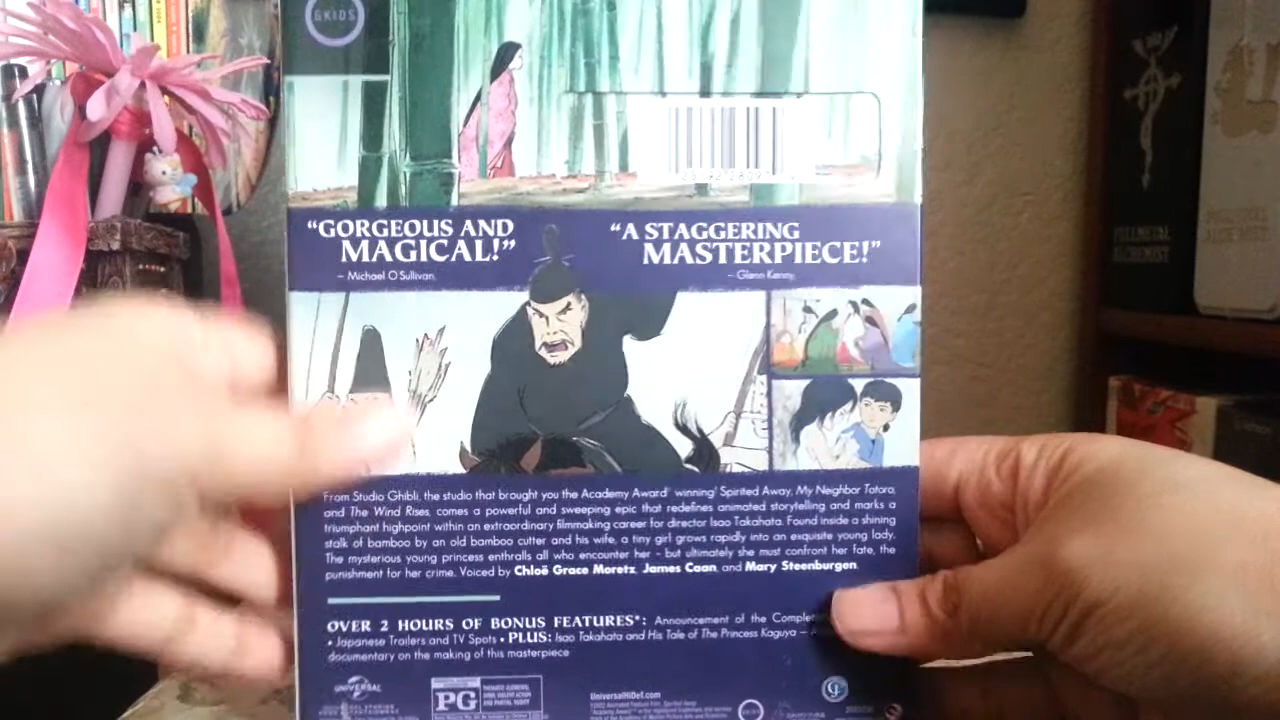 GKIDS
"GORGEOUS AND
MAGICAL!"
– Michael O'Sullivan
"A STAGGERING
MASTERPIECE!"
– Glenn Kenny
FULLMETAL
ALCHEMIST
From Studio Ghibli, the studio that brought you the Academy Award® winning* Spirited Away, My Neighbor Totoro,
and The Wind Rises, comes a powerful and sweeping epic that redefines animated storytelling and marks a
triumphant highpoint within an extraordinary filmmaking career for director Isao Takahata. Found inside a shining
stalk of bamboo by an old bamboo cutter and his wife, a tiny girl grows rapidly into an exquisite young lady.
The mysterious young princess enthralls all who encounter her – but ultimately she must confront her fate, the
punishment for her crime. Voiced by Chloë Grace Moretz, James Caan, and Mary Steenburgen.
OVER 2 HOURS OF BONUS FEATURES*: Announcement of the
• Japanese Trailers and TV Spots • PLUS: Isao Takahata and His Tale of The Princess Kaguya –
documentary on the making of this masterpiece
UNIVERSAL
PG
UniversalHiDef.com